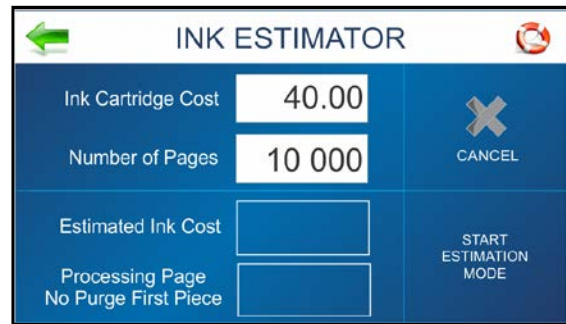 INK ESTIMATOR
Ink Cartridge Cost 40.00
Number of Pages 10 000
CANCEL
Estimated Ink Cost
Processing Page
No Purge First Piece
START
ESTIMATION
MODE